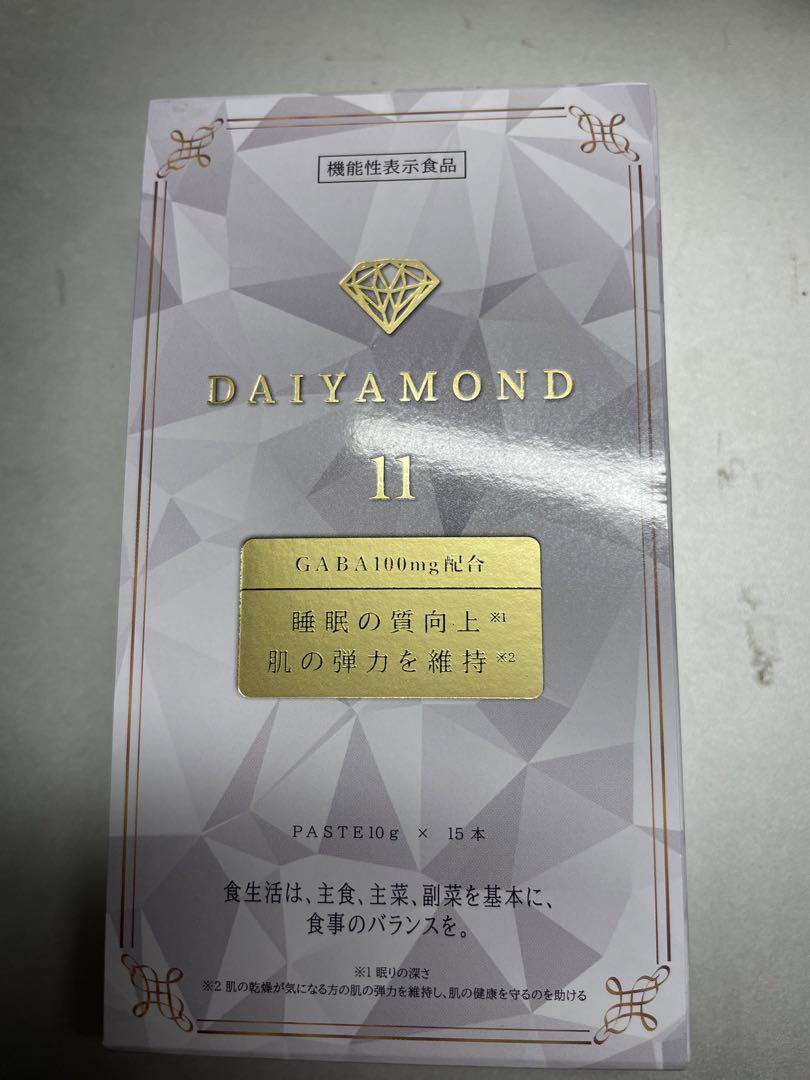 機能性表示食品
DAIYAMOND
11
GABA100mg配合
睡眠の質向上※1
肌の弾力を維持※2
PASTE10g × 15本
食生活は、主食、主菜、副菜を基本に、
食事のバランスを。
※1 眠りの深さ
※2 肌の乾燥が気になる方の肌の弾力を維持し、肌の健康を守るのを助ける